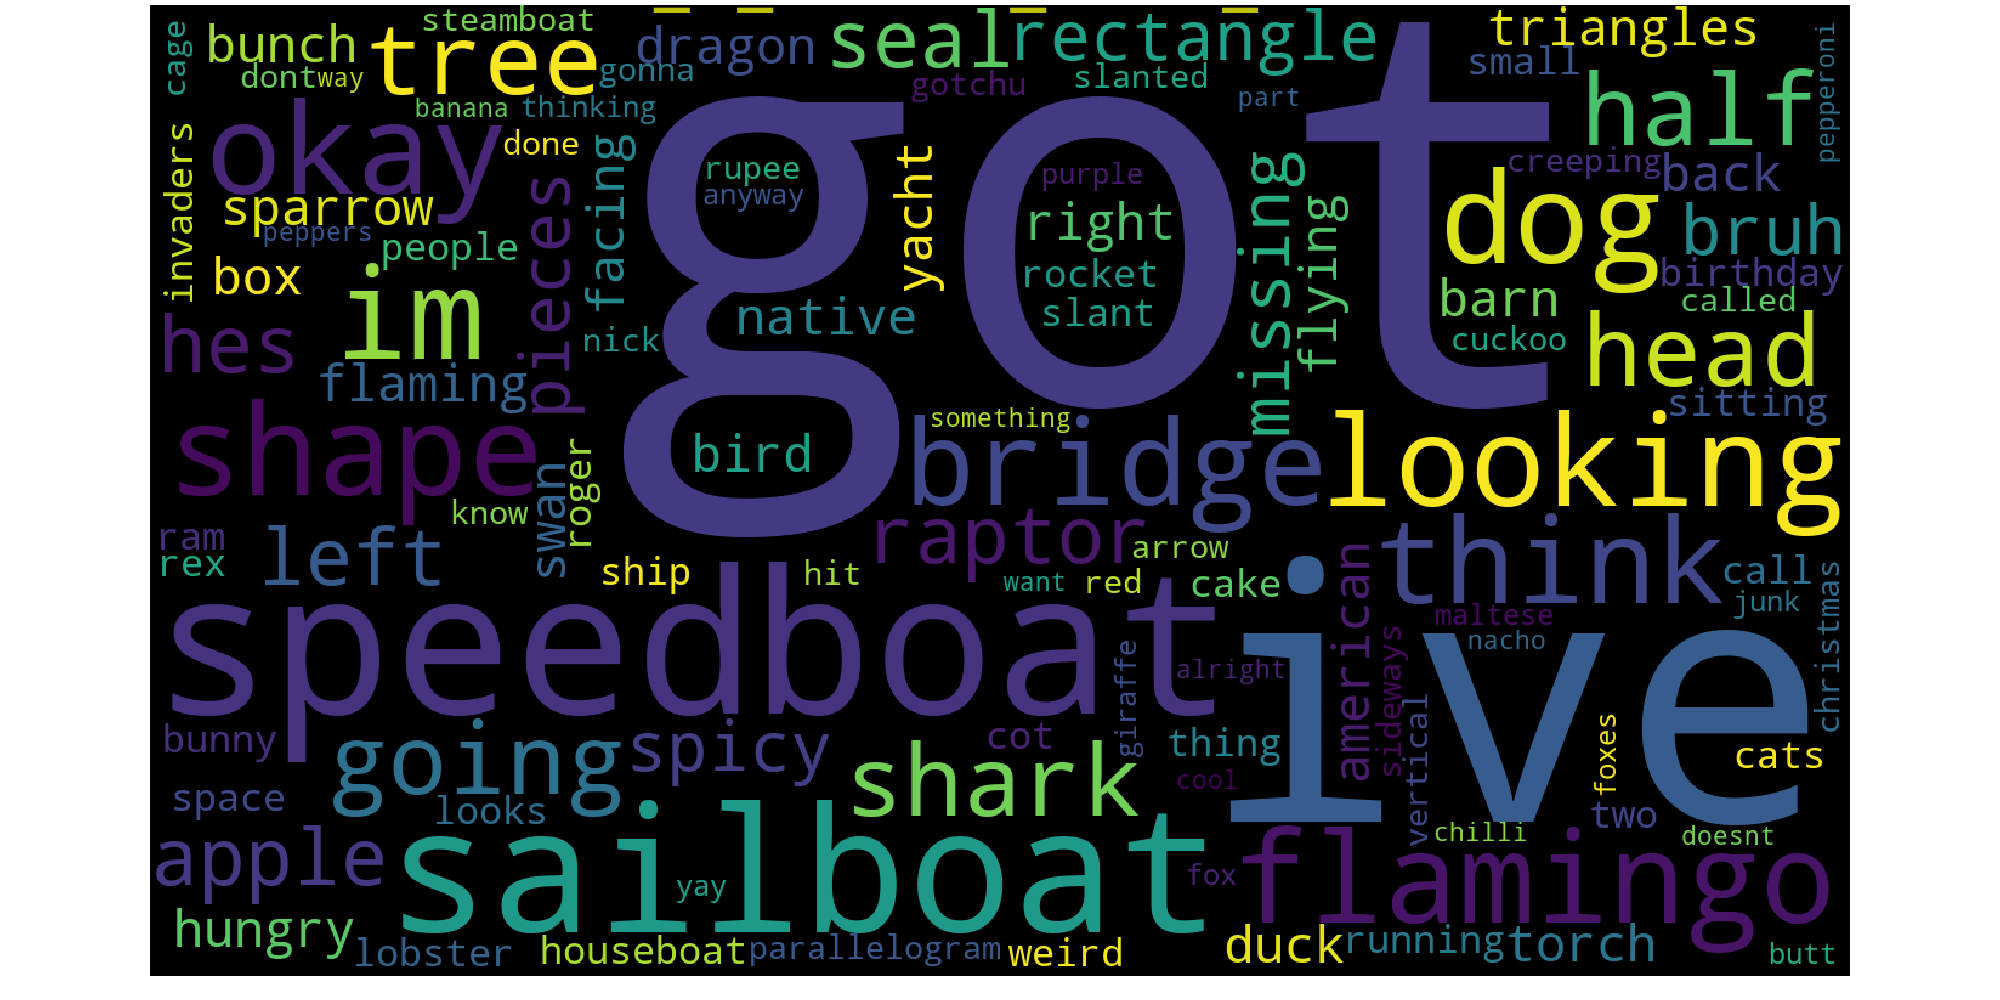 steamboat
cage
bunch
tree
dragon
seal
rectangle
triangles
small
pepperoni
dont
way
gonna
gotchu
slanted
part
half
banana
thinking
okay
done
got
invaders
pieces
facing
rupee
anyway
yacht
purple
right
missing
flying
creeping
back
dog
sparrow
peppers
people
bruh
box
im
rocket
birthday
barn
called
hes
nick
native
slant
cuckoo
head
flaming
sitting
shape
something
looking
roger
bird
bridge
swan
know
ram
rex
left
raptor
arrow
think
ship
hit
want
red
cake
american
call
junk
christmas
speedboat
ive
maltese
nacho
giraffe
alright
sideways
vertical
bunny
going
spicy
cot
thing
foxes
cats
space
looks
shark
cool
two
apple
sailboat
chilli
doesnt
yay
fox
flamingo
hungry
lobster
houseboat
parallelogram
weird
duck
running
torch
butt